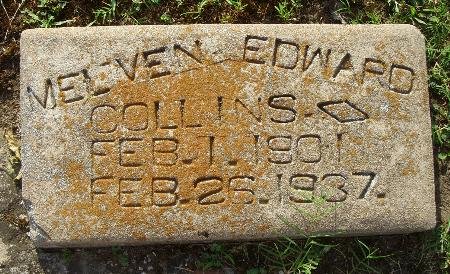 MELVEN EDWARD
COLLINS.
FEB. 1. 1901
FEB. 26. 1937.